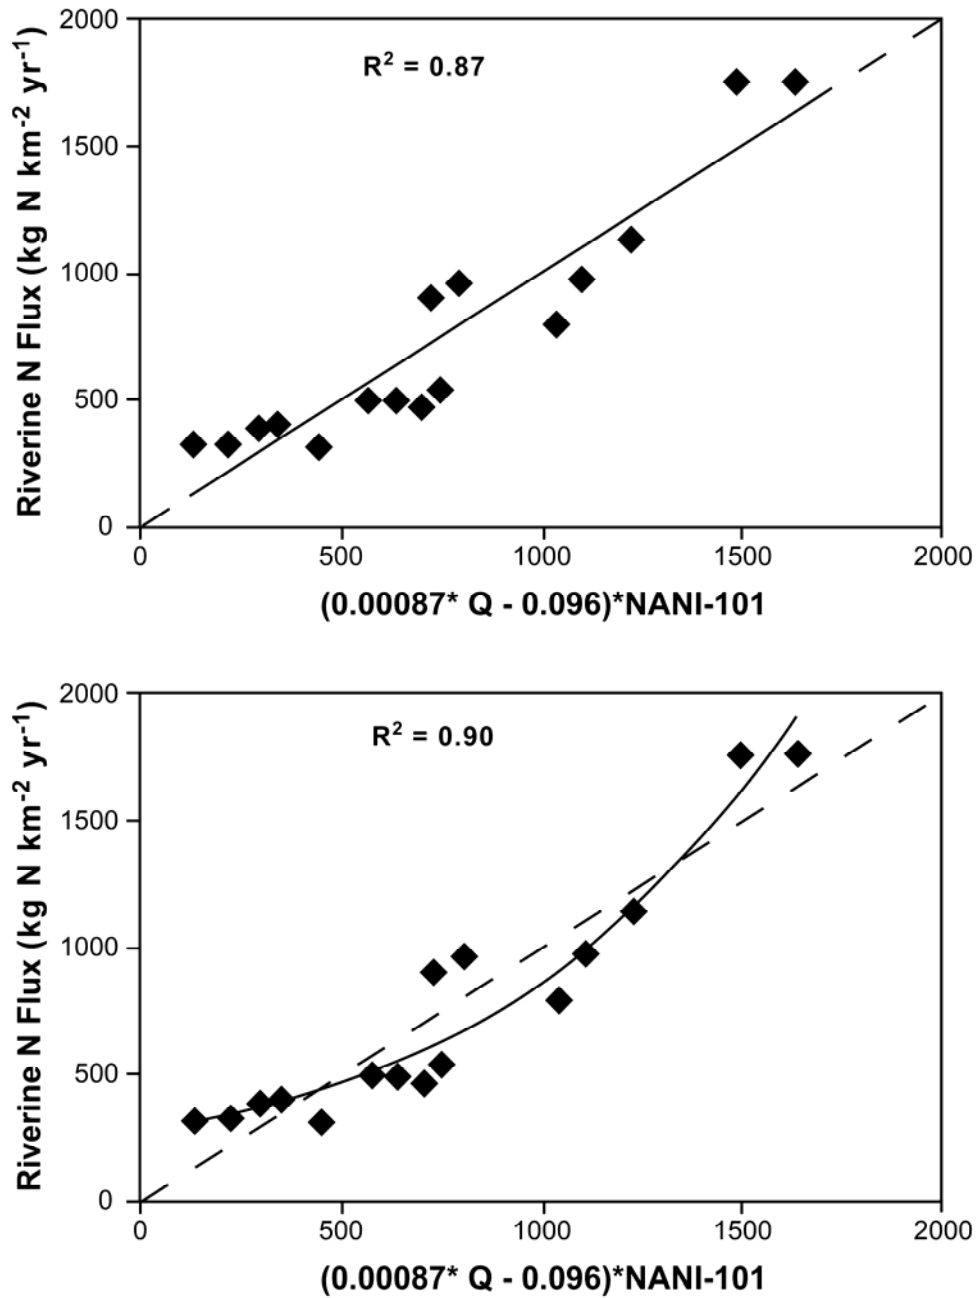 2000
1500
1000
500
0
Riverine N Flux (kg N km-2 yr-1)
R2 = 0.87
0 500 1000 1500 2000
(0.00087* Q - 0.096)*NANI-101
2000
1500
1000
500
0
Riverine N Flux (kg N km-2 yr-1)
R2 = 0.90
0 500 1000 1500 2000
(0.00087* Q - 0.096)*NANI-101